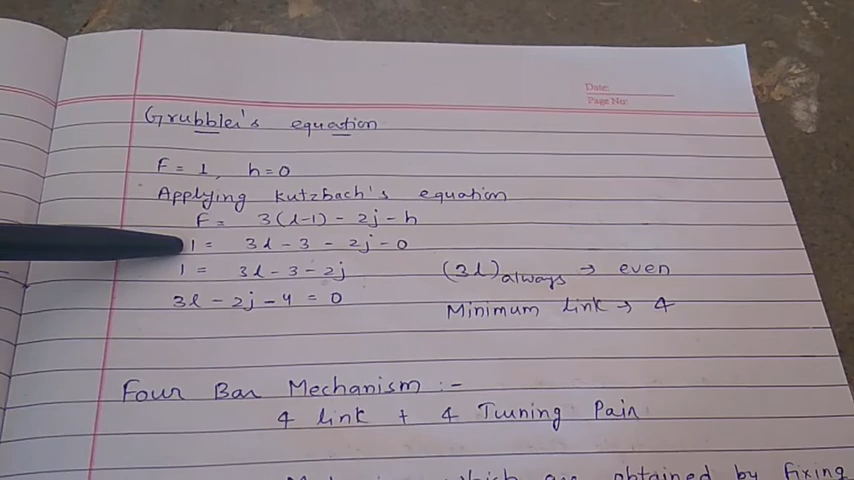 Date:
Page No:
Grubbler's equation
F = 1, h=0
Applying Kutzbach's equation
F = 3(l-1) - 2j - h
1 = 3l - 3 - 2j - 0
1 = 3l - 3 - 2j (3l) always → even
3l - 2j - 4 = 0 Minimum link → 4
Four Bar Mechanism :-
4 link + 4 Turning Pair
which are obtained by fixing